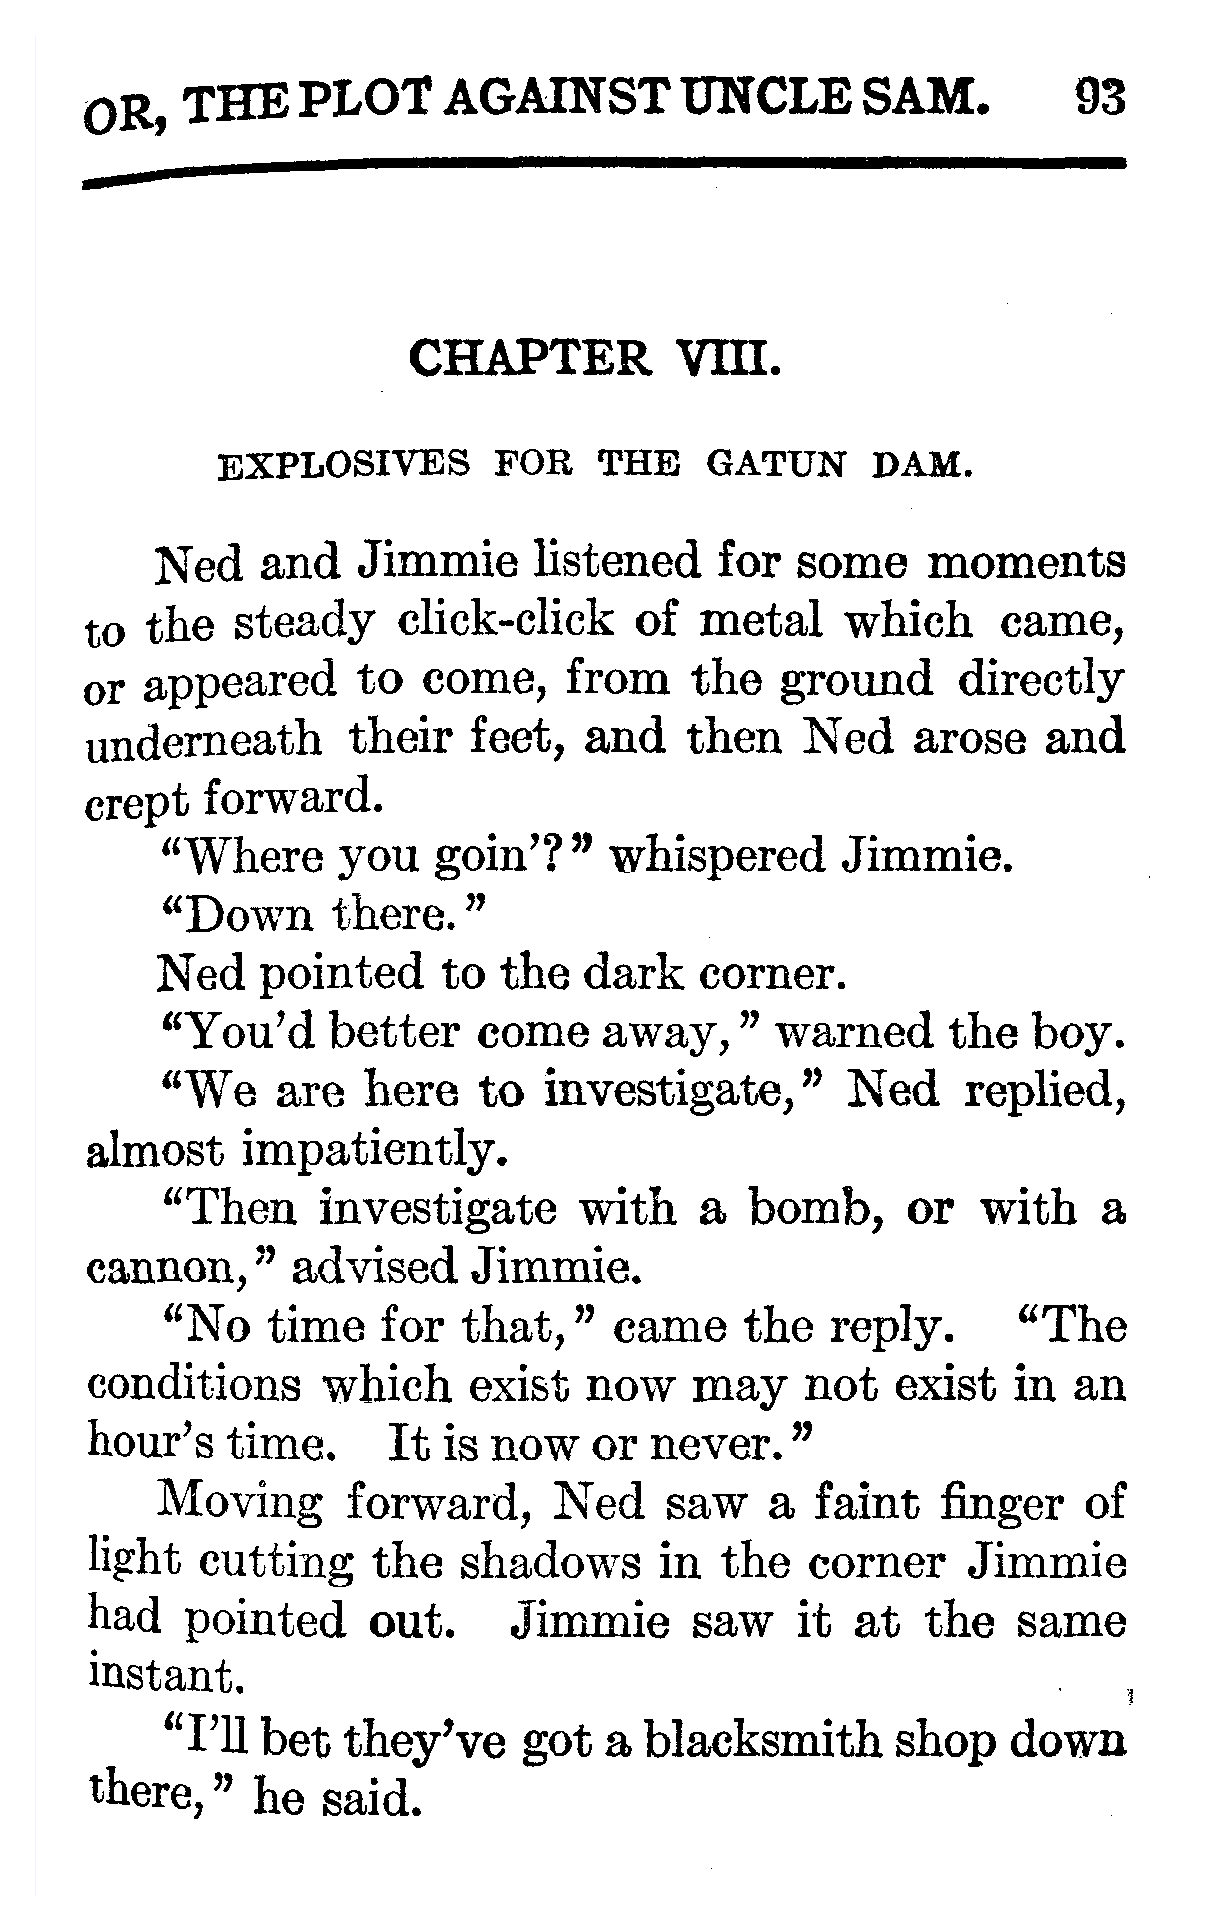 OR, THE PLOT AGAINST UNCLE SAM. 93
CHAPTER VIII.
EXPLOSIVES FOR THE GATUN DAM.
Ned and Jimmie listened for some moments
to the steady click-click of metal which came,
or appeared to come, from the ground directly
underneath their feet, and then Ned arose and
crept forward.
“Where you goin’?” whispered Jimmie.
“Down there.”
Ned pointed to the dark corner.
“You’d better come away,” warned the boy.
“We are here to investigate,” Ned replied,
almost impatiently.
“Then investigate with a bomb, or with a
cannon,” advised Jimmie.
“No time for that,” came the reply. “The
conditions which exist now may not exist in an
hour’s time. It is now or never.”
Moving forward, Ned saw a faint finger of
light cutting the shadows in the corner Jimmie
had pointed out. Jimmie saw it at the same
instant.
“I’ll bet they’ve got a blacksmith shop down
there,” he said.